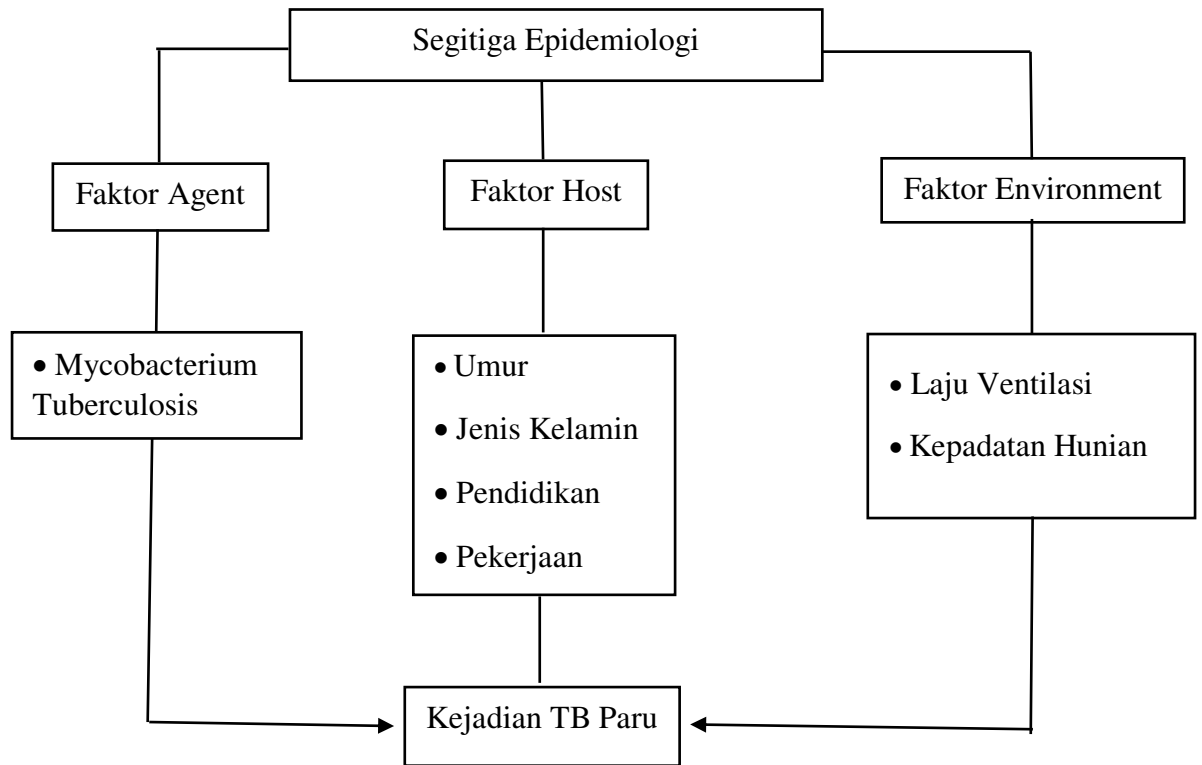 Segitiga Epidemiologi
Faktor Agent
Faktor Host
Faktor Environment
• Mycobacterium
Tuberculosis
• Umur
• Jenis Kelamin
• Pendidikan
• Pekerjaan
• Laju Ventilasi
• Kepadatan Hunian
Kejadian TB Paru